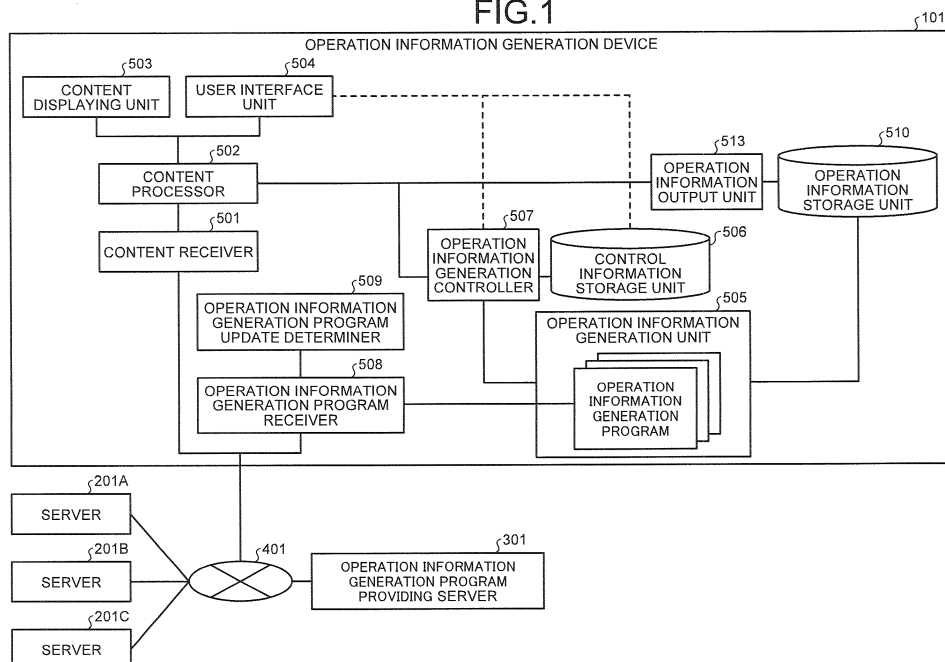 FIG.1
101
OPERATION INFORMATION GENERATION DEVICE
503
CONTENT
DISPLAYING UNIT
504
USER INTERFACE
UNIT
502
CONTENT
PROCESSOR
513
OPERATION
INFORMATION
OUTPUT UNIT
510
OPERATION
INFORMATION
STORAGE UNIT
501
CONTENT RECEIVER
507
OPERATION
INFORMATION
GENERATION
CONTROLLER
506
CONTROL
INFORMATION
STORAGE UNIT
509
OPERATION INFORMATION
GENERATION PROGRAM
UPDATE DETERMINER
505
OPERATION INFORMATION
GENERATION UNIT
508
OPERATION INFORMATION
GENERATION PROGRAM
RECEIVER
OPERATION
INFORMATION
GENERATION
PROGRAM
201A
SERVER
201B
SERVER
201C
SERVER
401
301
OPERATION INFORMATION
GENERATION PROGRAM
PROVIDING SERVER